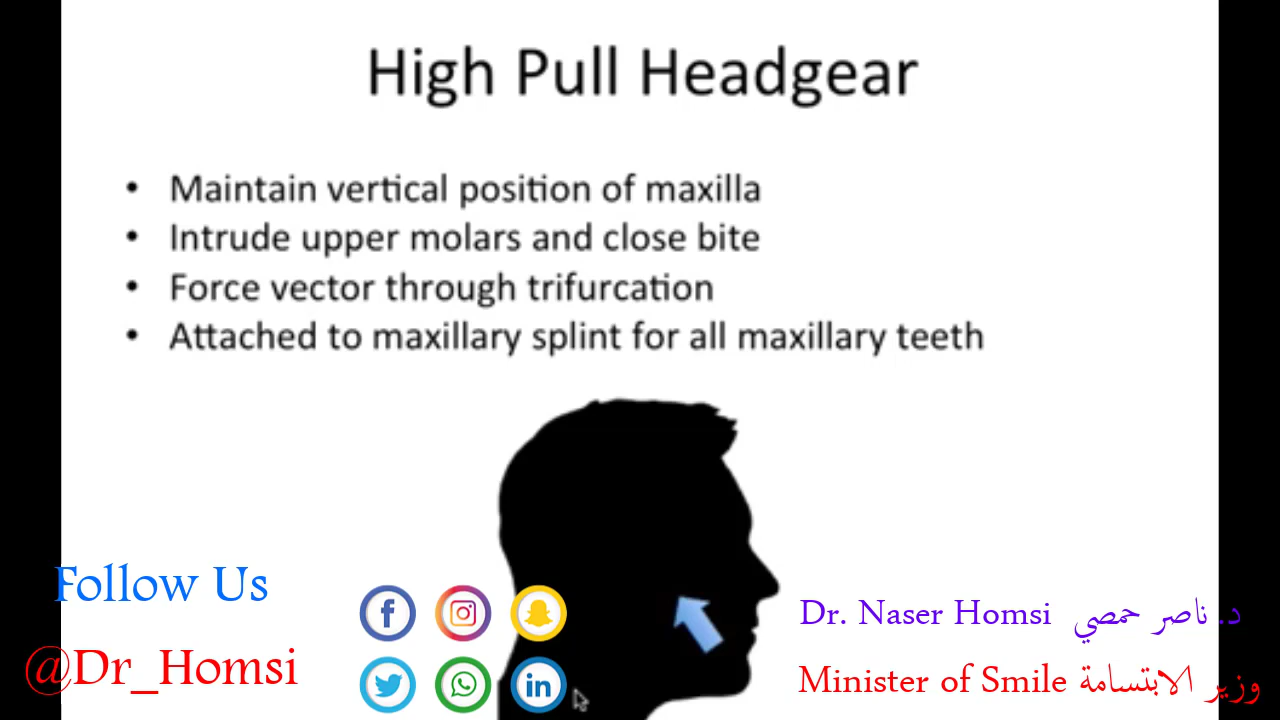 High Pull Headgear
• Maintain vertical position of maxilla
• Intrude upper molars and close bite
• Force vector through trifurcation
• Attached to maxillary splint for all maxillary teeth
Follow Us
@Dr_Homsi
f
in
Dr. Naser Homsi د. ناصر حمصي
Minister of Smile وزير الابتسامة